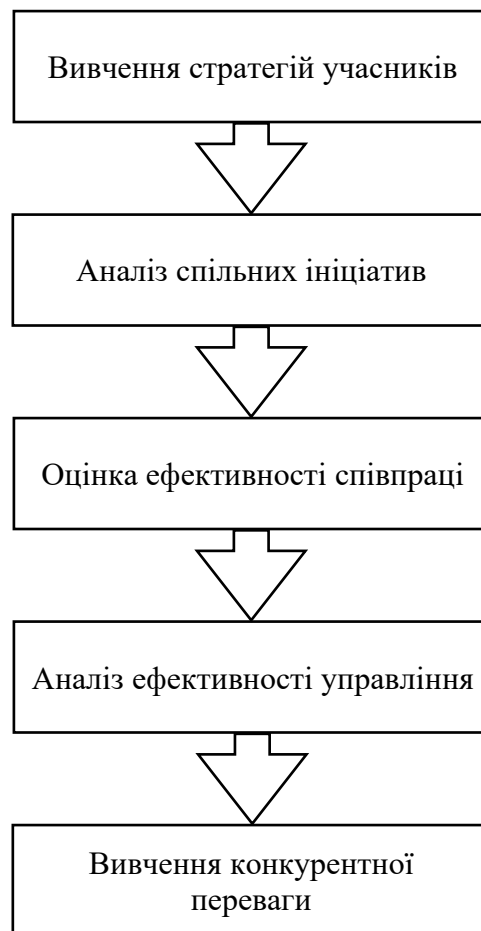 Вивчення стратегій учасників
Аналіз спільних ініціатив
Оцінка ефективності співпраці
Аналіз ефективності управління
Вивчення конкурентної
переваги